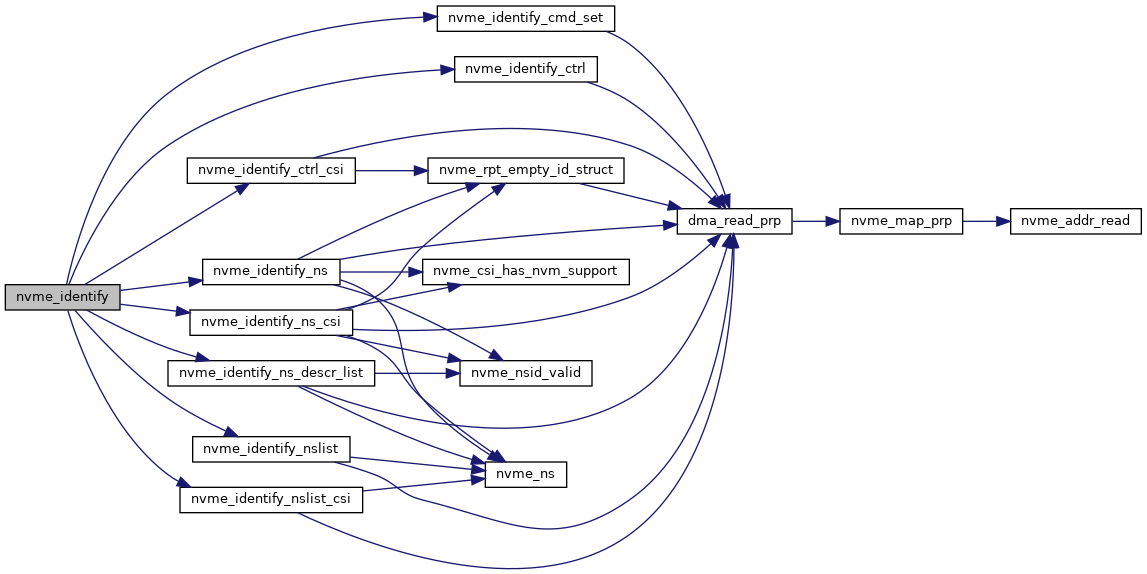 nvme_identify_cmd_set
nvme_identify_ctrl
nvme_identify_ctrl_csi
nvme_rpt_empty_id_struct
dma_read_prp
nvme_map_prp
nvme_addr_read
nvme_identify_ns
nvme_csi_has_nvm_support
nvme_identify
nvme_identify_ns_csi
nvme_identify_ns_descr_list
nvme_nsid_valid
nvme_identify_nslist
nvme_ns
nvme_identify_nslist_csi